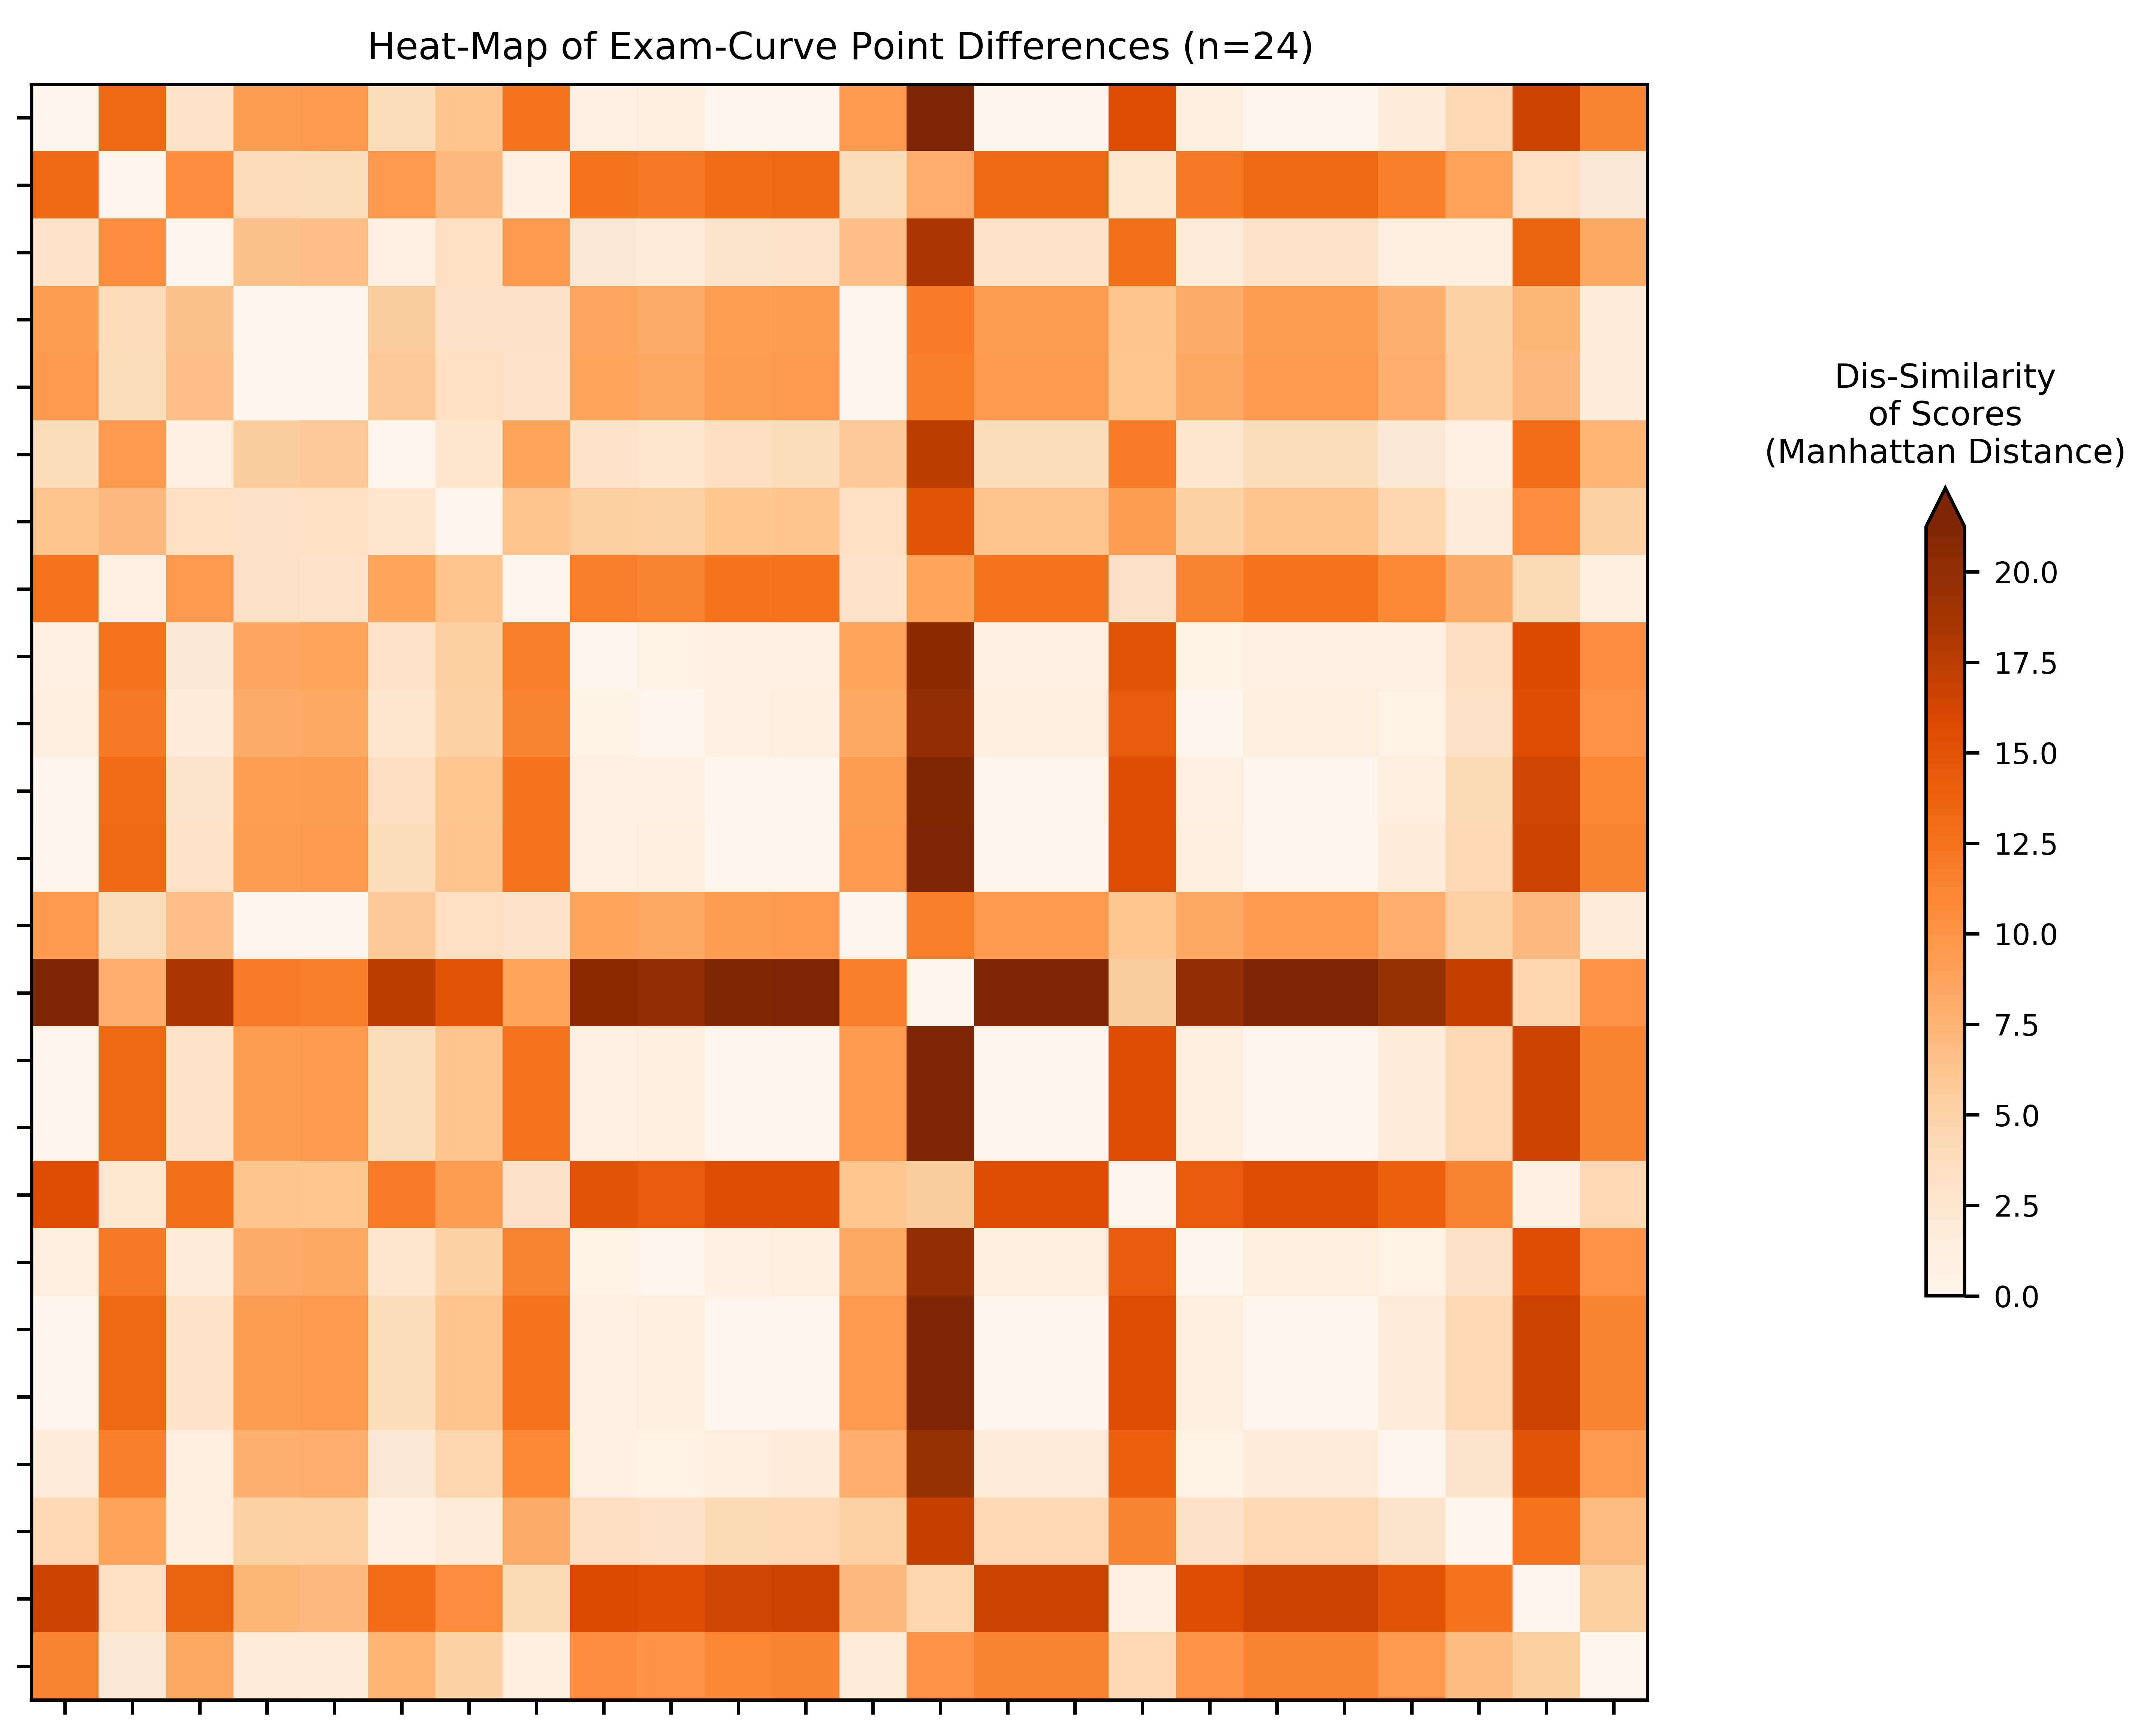 Heat-Map of Exam-Curve Point Differences (n=24)
Dis-Similarity
of Scores
(Manhattan Distance)
20.0
17.5
15.0
12.5
10.0
7.5
5.0
2.5
0.0